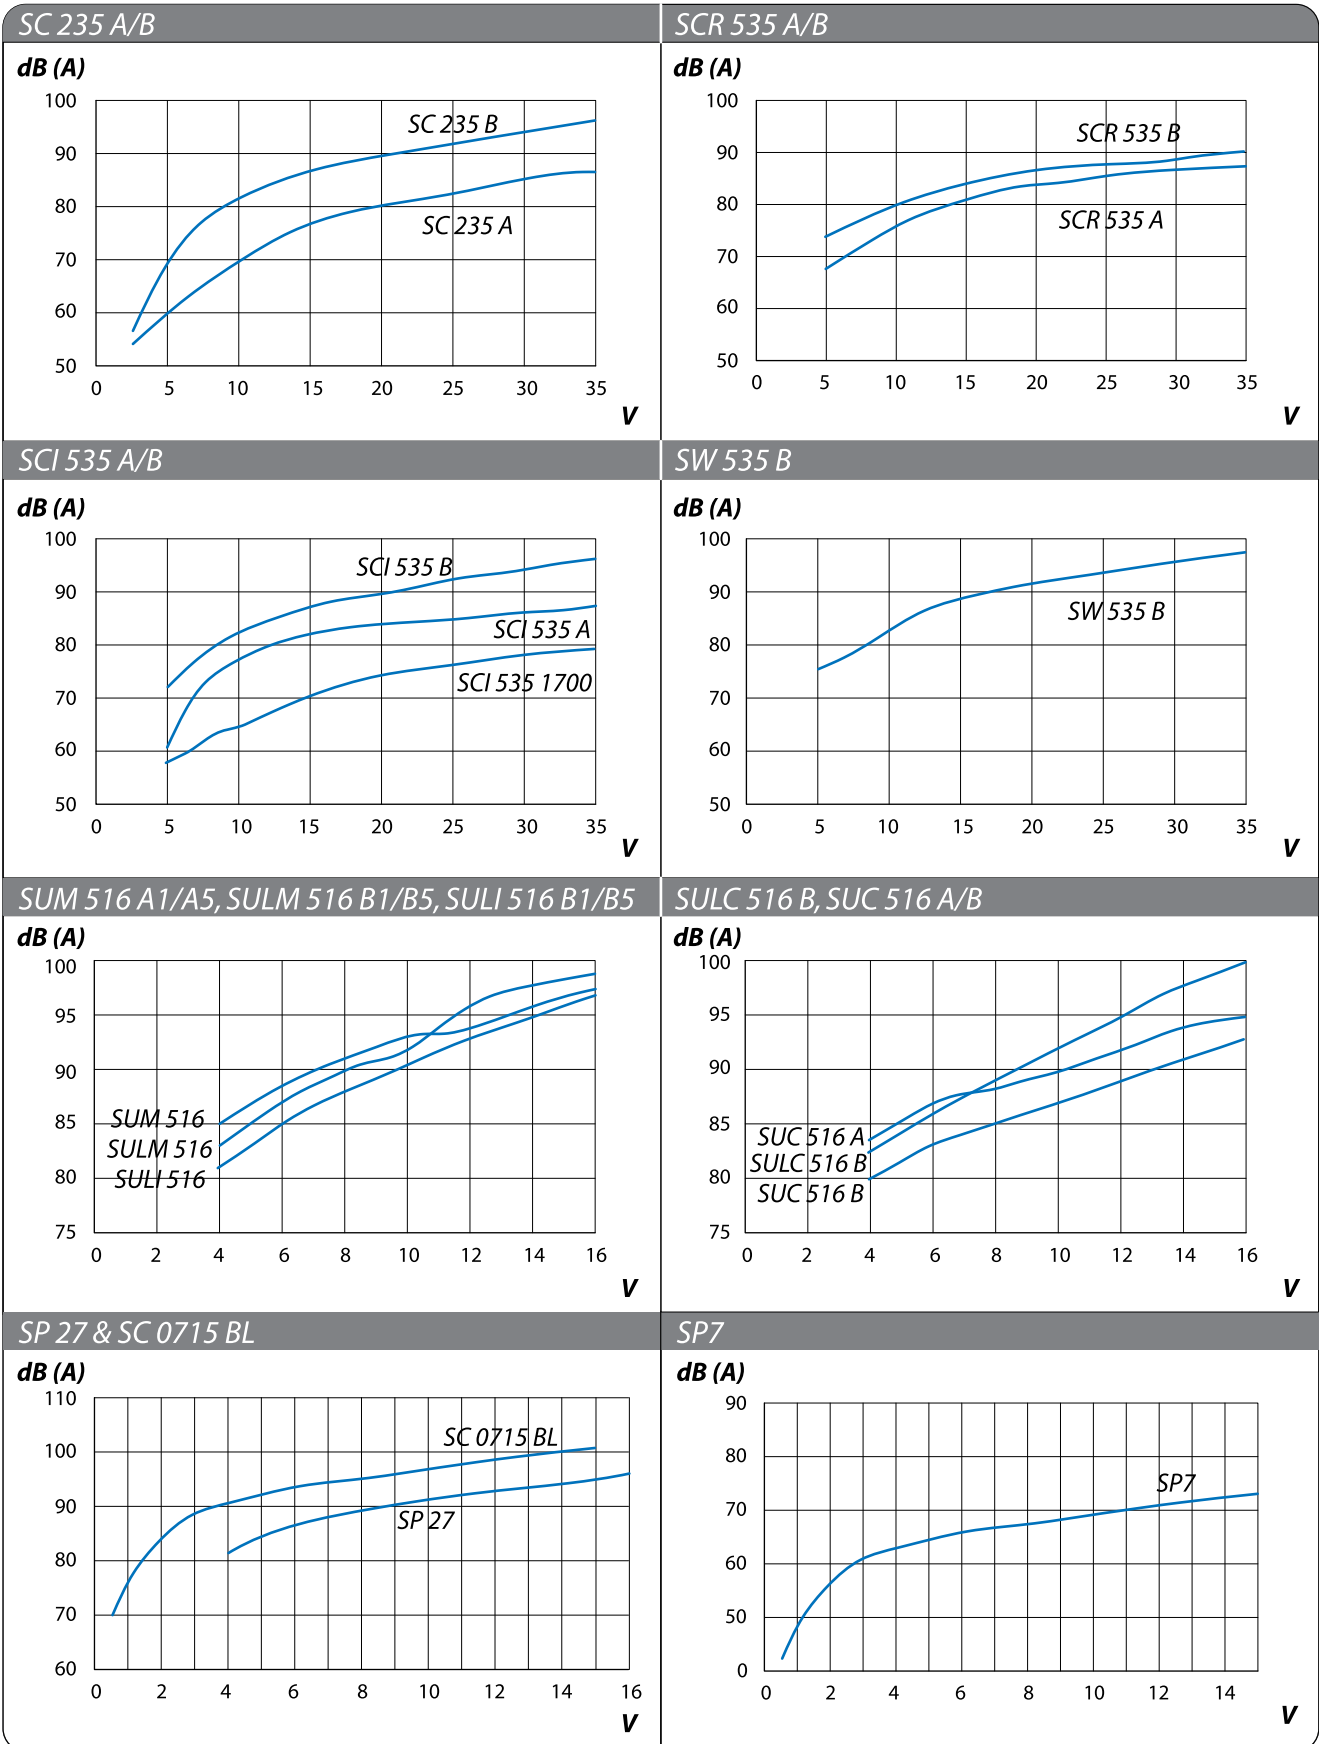 SC 235 A/B
dB (A)
100
90
80
70
60
50
0 5 10 15 20 25 30 35
V
SC 235 B
SC 235 A
SCR 535 A/B
dB (A)
100
90
80
70
60
50
0 5 10 15 20 25 30 35
V
SCR 535 B
SCR 535 A
SCI 535 A/B
dB (A)
100
90
80
70
60
50
0 5 10 15 20 25 30 35
V
SCI 535 B
SCI 535 A
SCI 535 1700
SW 535 B
dB (A)
100
90
80
70
60
50
0 5 10 15 20 25 30 35
V
SW 535 B
SUM 516 A1/A5, SULM 516 B1/B5, SULI 516 B1/B5
dB (A)
100
95
90
85
80
75
0 2 4 6 8 10 12 14 16
V
SUM 516
SULM 516
SULI 516
SULC 516 B, SUC 516 A/B
dB (A)
100
95
90
85
80
75
0 2 4 6 8 10 12 14 16
V
SUC 516 A
SULC 516 B
SUC 516 B
SP 27 & SC 0715 BL
dB (A)
110
100
90
80
70
60
0 2 4 6 8 10 12 14 16
V
SC 0715 BL
SP 27
SP7
dB (A)
90
80
70
60
50
0
0 2 4 6 8 10 12 14
V
SP7